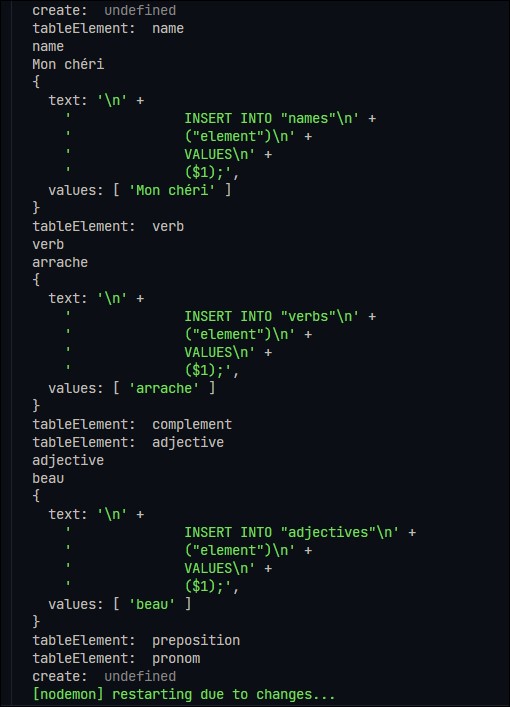 create:  undefined
tableElement:  name
name
Mon chéri
{
  text: '\n' +
    '              INSERT INTO "names"\n' +
    '              ("element")\n' +
    '              VALUES\n' +
    '              ($1);',
  values: [ 'Mon chéri' ]
}
tableElement:  verb
verb
arrache
{
  text: '\n' +
    '              INSERT INTO "verbs"\n' +
    '              ("element")\n' +
    '              VALUES\n' +
    '              ($1);',
  values: [ 'arrache' ]
}
tableElement:  complement
tableElement:  adjective
adjective
beau
{
  text: '\n' +
    '              INSERT INTO "adjectives"\n' +
    '              ("element")\n' +
    '              VALUES\n' +
    '              ($1);',
  values: [ 'beau' ]
}
tableElement:  preposition
tableElement:  pronom
create:  undefined
[nodemon] restarting due to changes...